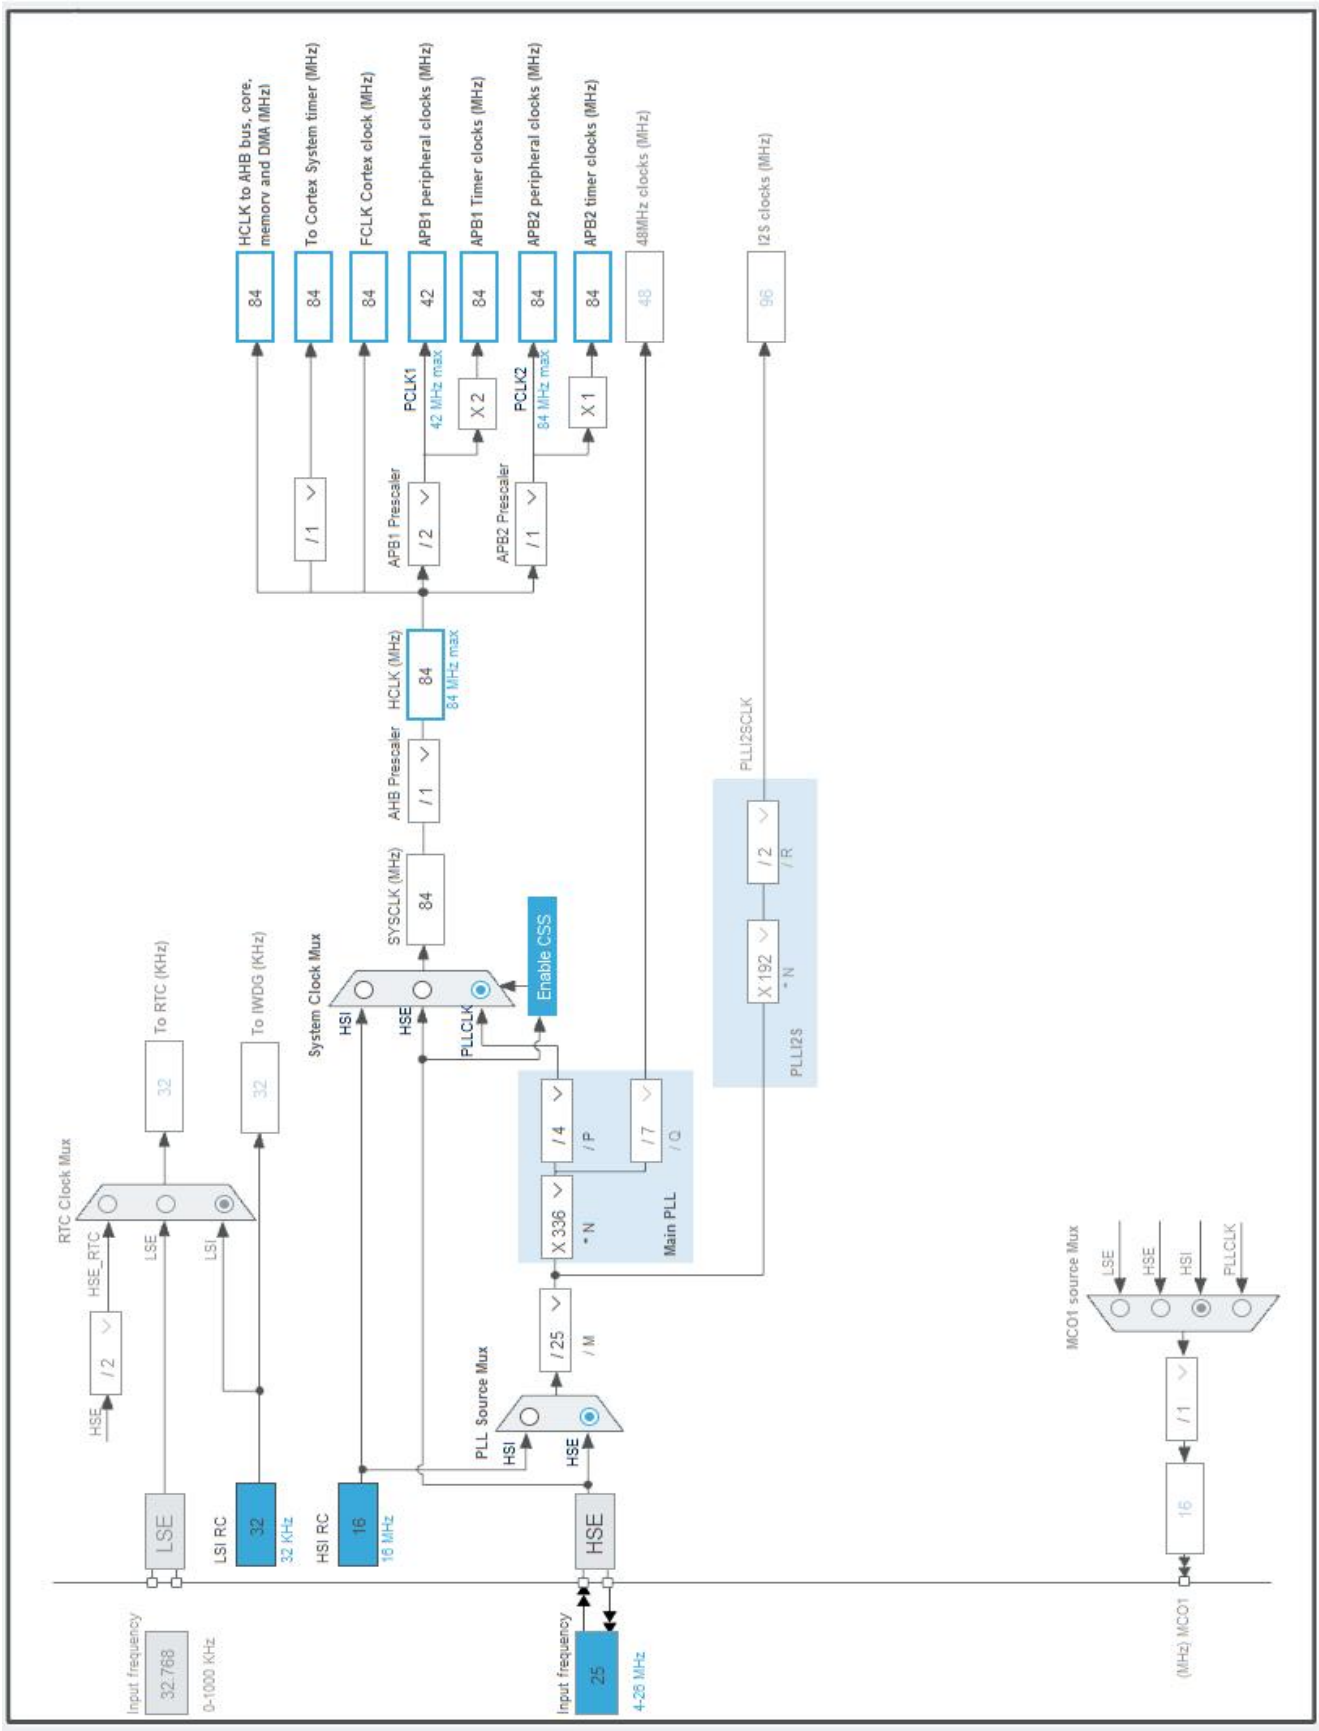 Input frequency
32.768
0-1000 KHz
LSE
HSE
/ 2
HSE_RTC
LSE
LSI
RTC Clock Mux
32
To RTC (KHz)
LSI RC
32
32 KHz
32
To IWDG (KHz)
HSI RC
16
16 MHz
Input frequency
25
4-26 MHz
HSE
PLL Source Mux
HSI
HSE
/ 25
/ M
X 336
* N
/ 4
/ P
/ 7
/ Q
Main PLL
System Clock Mux
HSI
HSE
PLLCLK
Enable CSS
SYSCLK (MHz)
84
AHB Prescaler
/ 1
HCLK (MHz)
84
84 MHz max
/ 1
APB1 Prescaler
/ 2
PCLK1
42 MHz max
X 2
APB2 Prescaler
/ 1
PCLK2
84 MHz max
X 1
84
HCLK to AHB bus, core,
memory and DMA (MHz)
84
To Cortex System timer (MHz)
84
FCLK Cortex clock (MHz)
42
APB1 peripheral clocks (MHz)
84
APB1 Timer clocks (MHz)
84
APB2 peripheral clocks (MHz)
84
APB2 timer clocks (MHz)
48
48MHz clocks (MHz)
PLLI2S
X 192
* N
/ 2
/ R
PLLI2SCLK
96
I2S clocks (MHz)
(MHz) MCO1
16
/ 1
MCO1 source Mux
LSE
HSE
HSI
PLLCLK